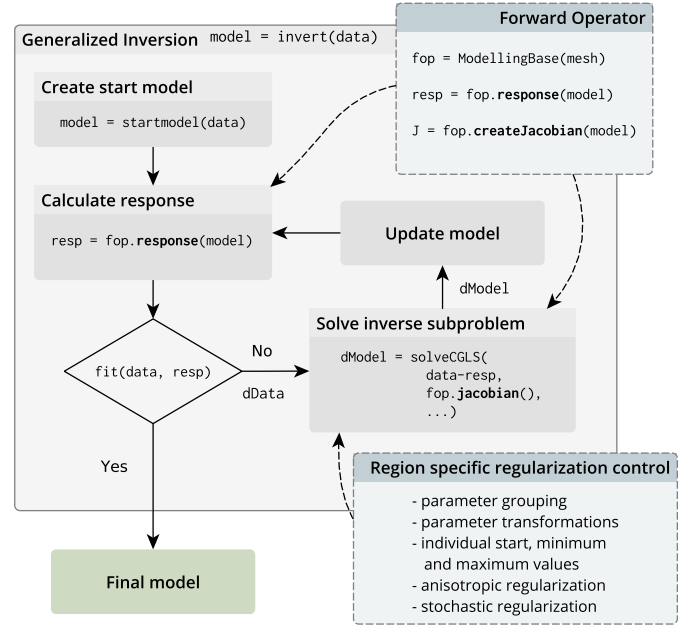 Forward Operator
fop = ModellingBase(mesh)
resp = fop.response(model)
J = fop.createJacobian(model)
Generalized Inversion model = invert(data)
Create start model
model = startmodel(data)
Calculate response
resp = fop.response(model)
Update model
dModel
Solve inverse subproblem
dModel = solveCGLS(
data-resp,
fop.jacobian(),
...)
fit(data, resp)
No
dData
Yes
Final model
Region specific regularization control
- parameter grouping
- parameter transformations
- individual start, minimum
and maximum values
- anisotropic regularization
- stochastic regularization